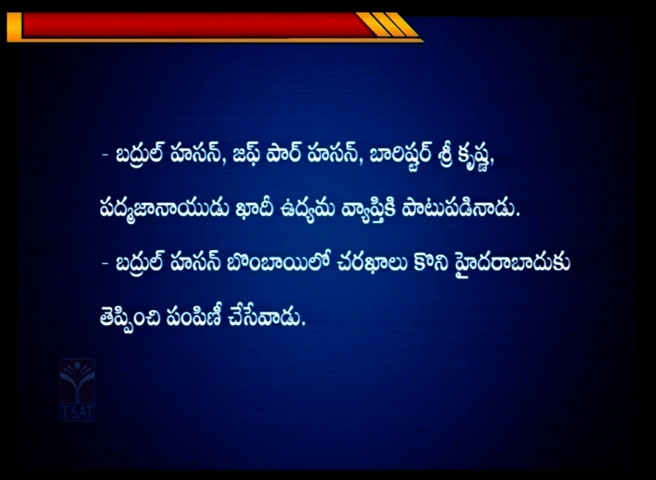 - బద్రుల్ హసన్, జఫ్ పార్ హసన్, బారిష్టర్ శ్రీ కృష్ణ,
పద్మజానాయుడు ఖాదీ ఉద్యమ వ్యాప్తికి పాటుపడినాడు.
- బద్రుల్ హసన్ బొంబాయిలో చరఖాలు కొని హైదరాబాదుకు
తెప్పించి పంపిణీ చేసేవాడు.
T-SAT